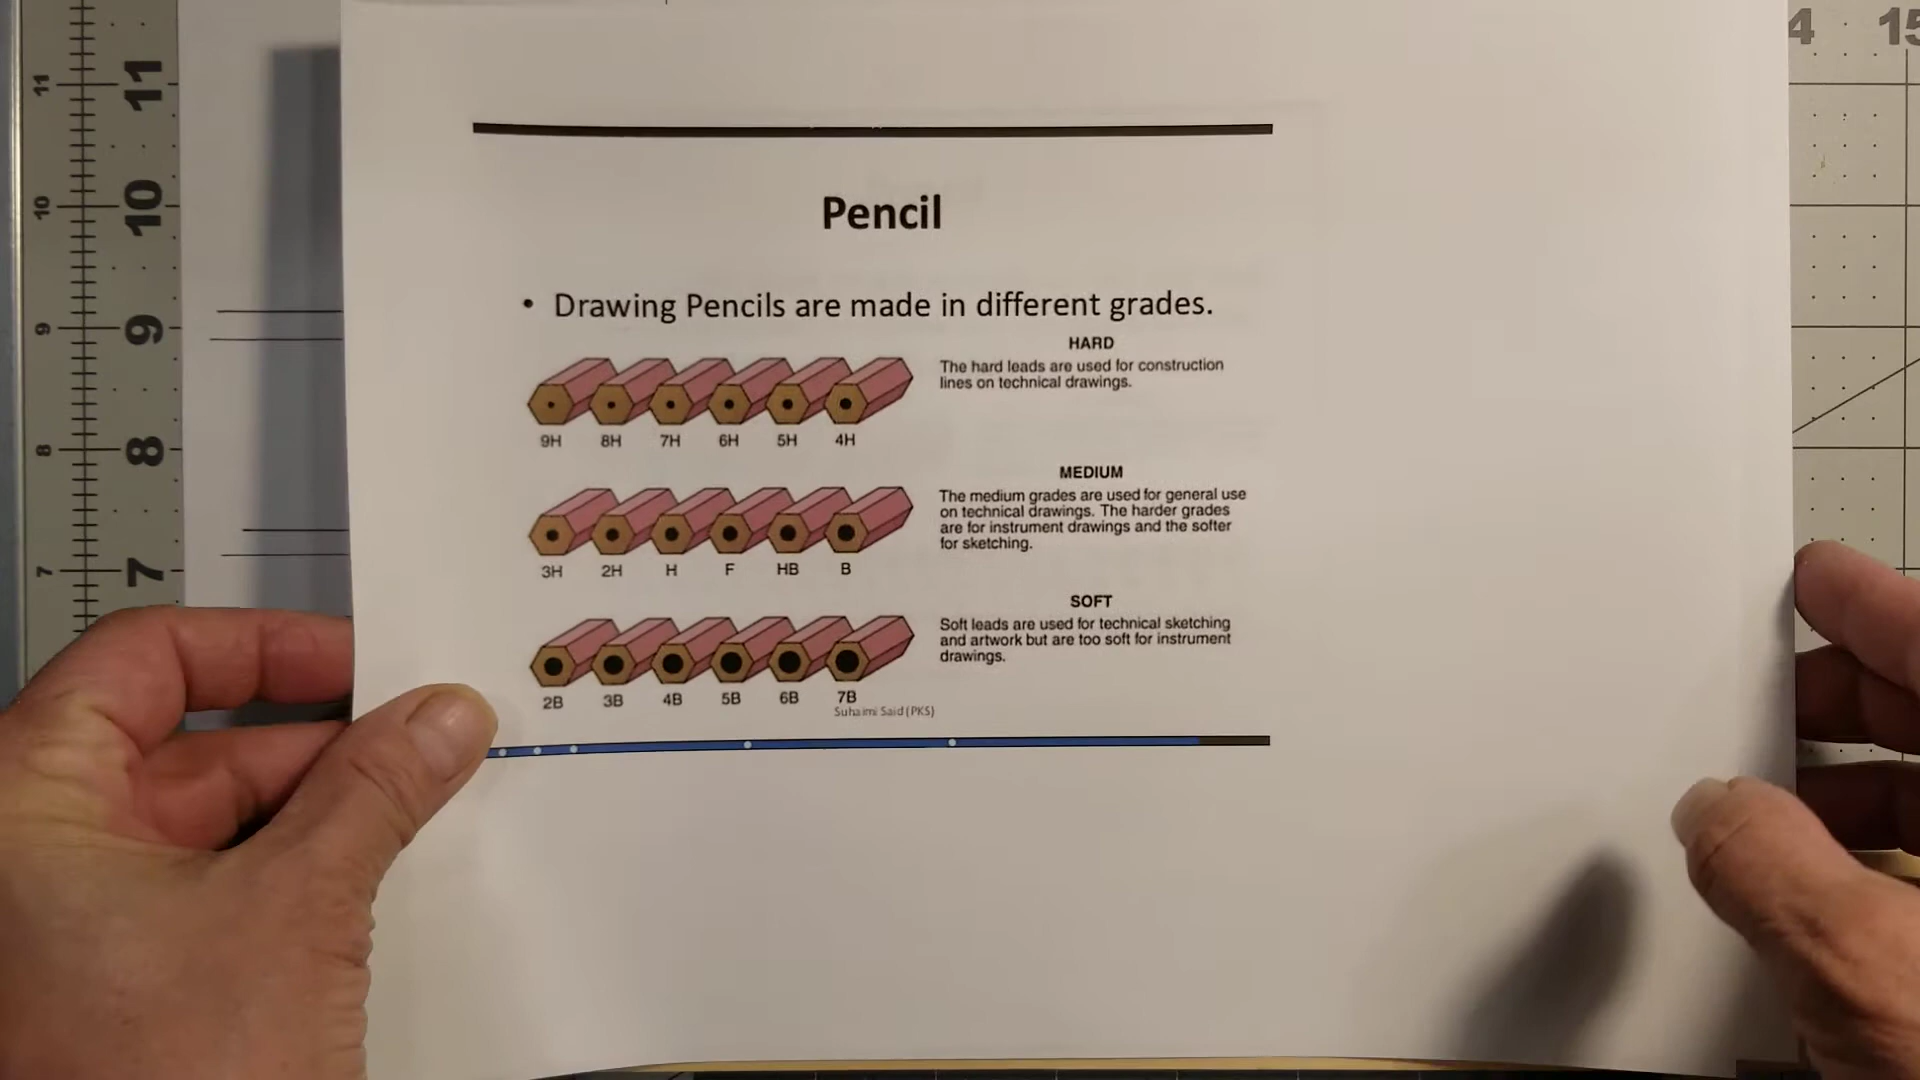 4 15
11 11
10 10
9 9
8 8
7 7
Pencil
• Drawing Pencils are made in different grades.
HARD
The hard leads are used for construction
lines on technical drawings.
9H 8H 7H 6H 5H 4H
MEDIUM
The medium grades are used for general use
on technical drawings. The harder grades
are for instrument drawings and the softer
for sketching.
3H 2H H F HB B
SOFT
Soft leads are used for technical sketching
and artwork but are too soft for instrument
drawings.
2B 3B 4B 5B 6B 7B
Suhaimi Said (PKS)